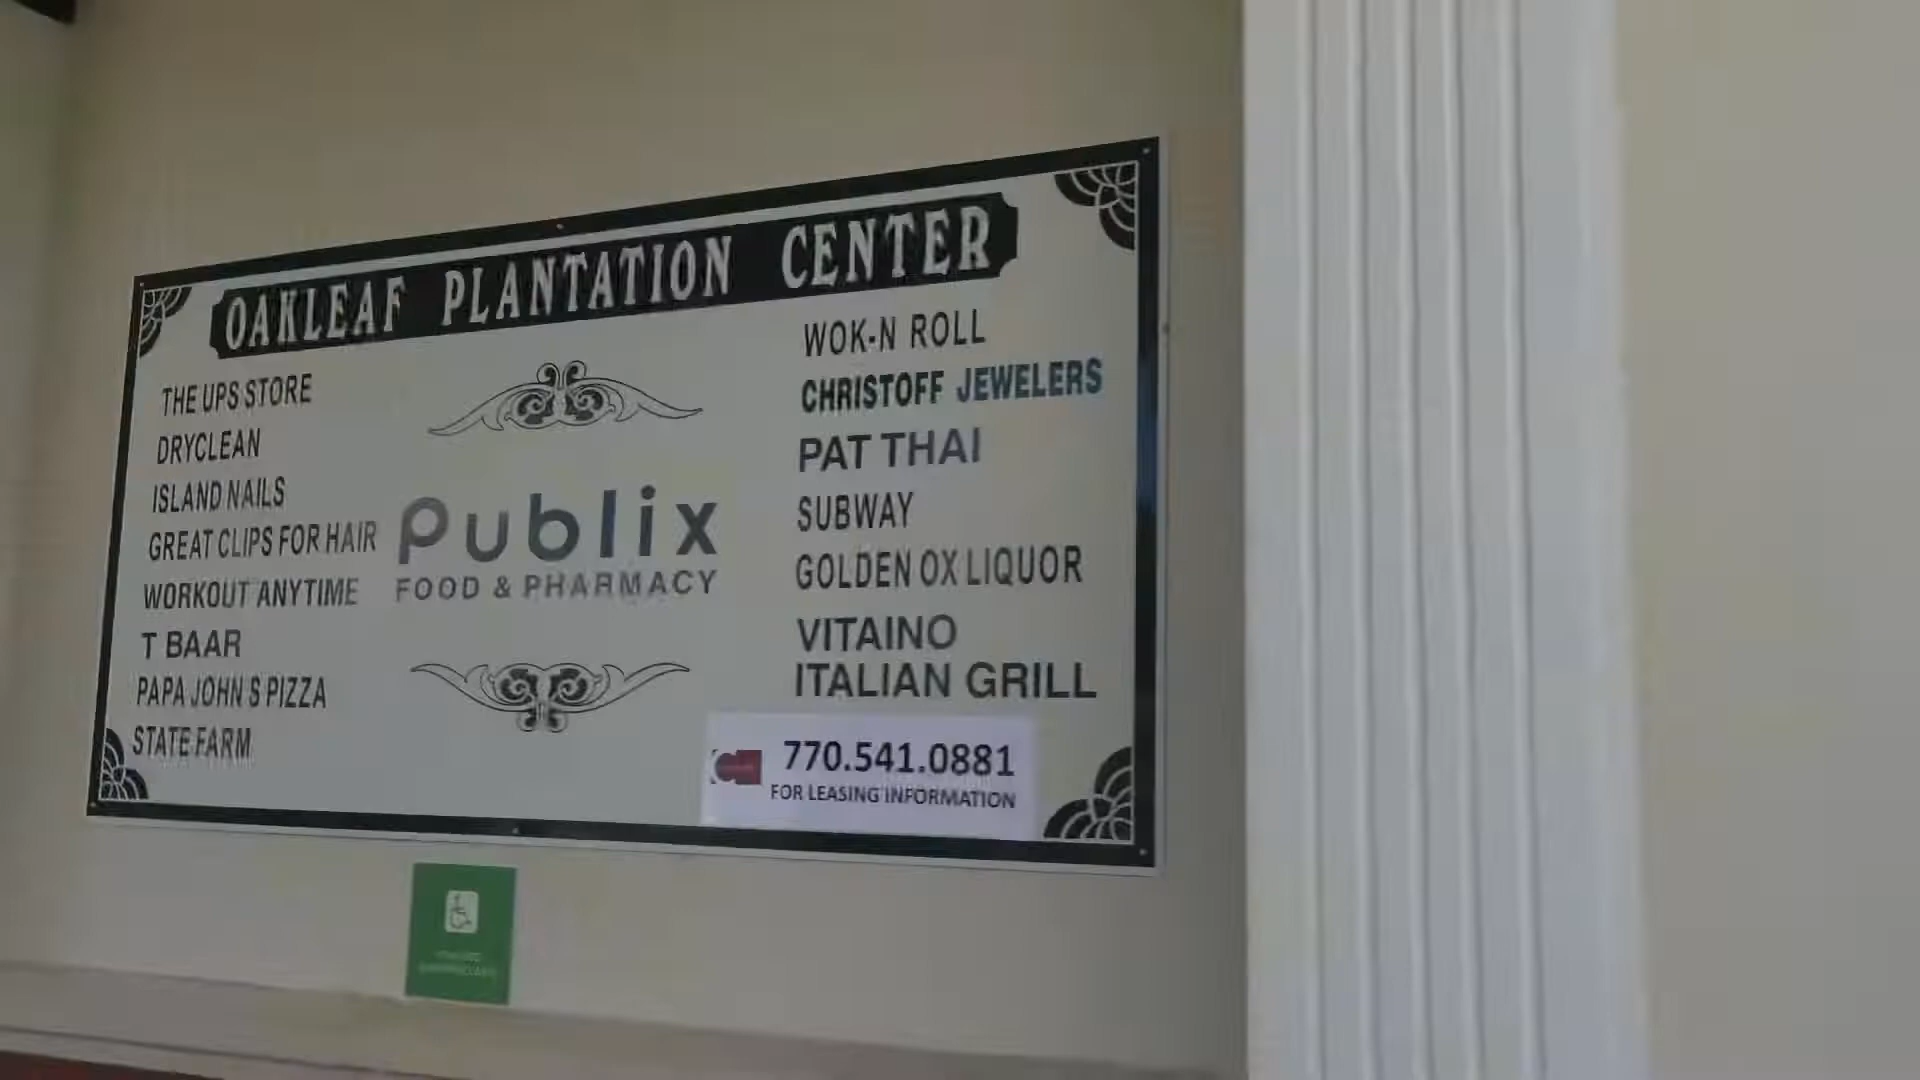 OAKLEAF PLANTATION CENTER
THE UPS STORE
DRYCLEAN
ISLAND NAILS
GREAT CLIPS FOR HAIR
WORKOUT ANYTIME
T BAAR
PAPA JOHN S PIZZA
STATE FARM
Publix
FOOD & PHARMACY
WOK-N ROLL
CHRISTOFF JEWELERS
PAT THAI
SUBWAY
GOLDEN OX LIQUOR
VITAINO
ITALIAN GRILL
770.541.0881
FOR LEASING INFORMATION